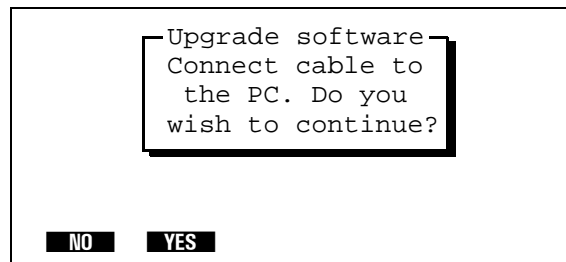 Upgrade software
Connect cable to
the PC. Do you
wish to continue?
NO YES